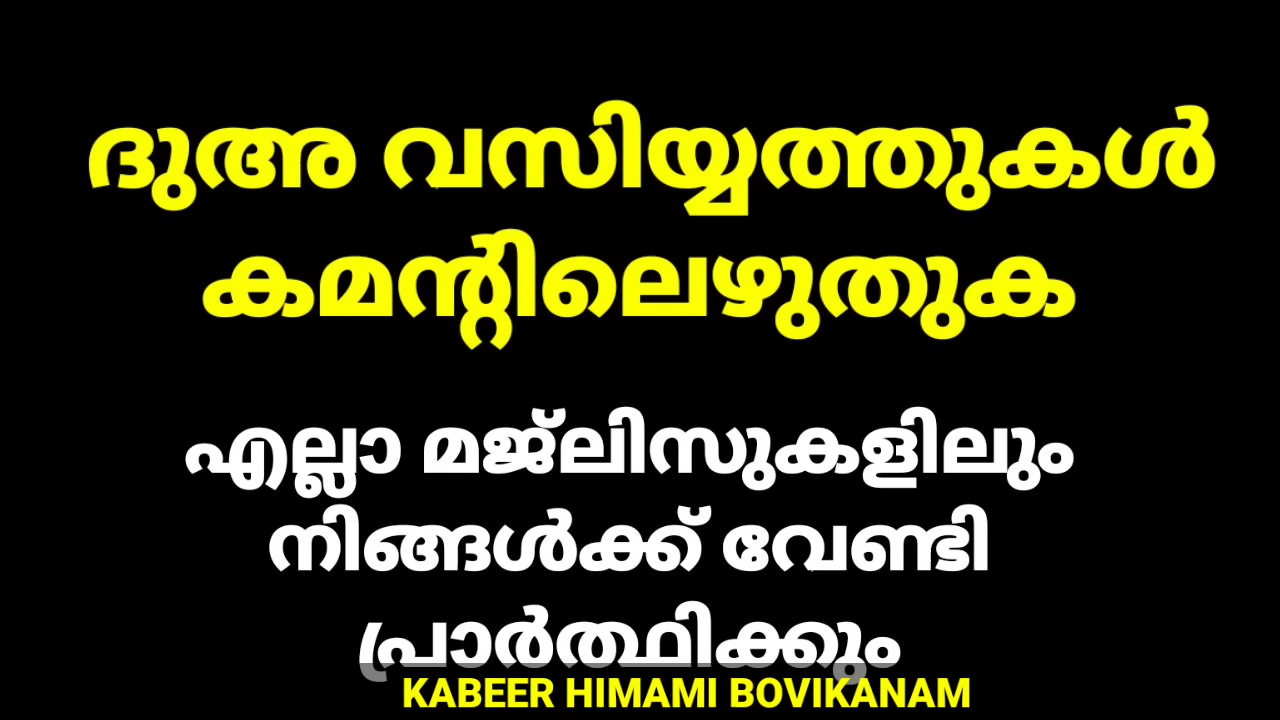 ദുഅ വസിയ്യത്തുകൾ
കമന്റിലെഴുതുക
എല്ലാ മജ്ലിസുകളിലും
നിങ്ങൾക്ക് വേണ്ടി
പ്രാർത്ഥിക്കും
KABEER HIMAMI BOVIKANAM